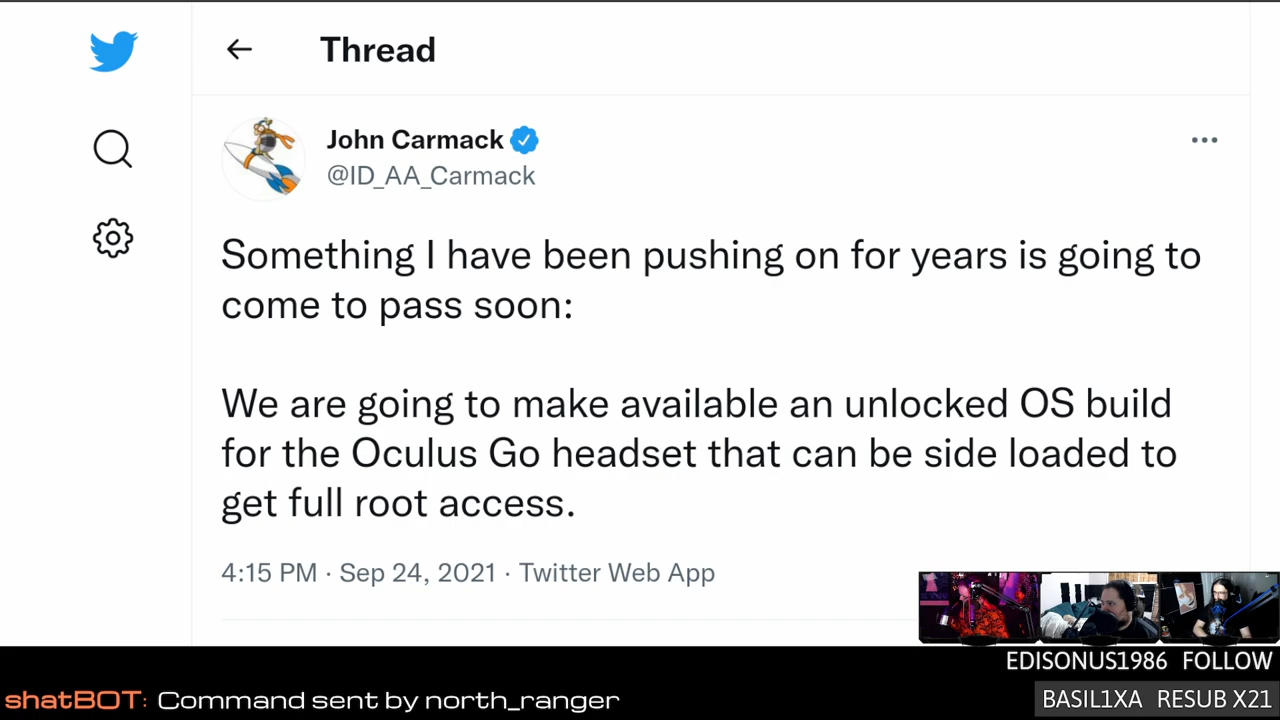 Thread
John Carmack
@ID_AA_Carmack
Something I have been pushing on for years is going to
come to pass soon:
We are going to make available an unlocked OS build
for the Oculus Go headset that can be side loaded to
get full root access.
4:15 PM · Sep 24, 2021 · Twitter Web App
EDISONUS1986 FOLLOW
shatBOT: Command sent by north_ranger
BASIL1XA RESUB X21